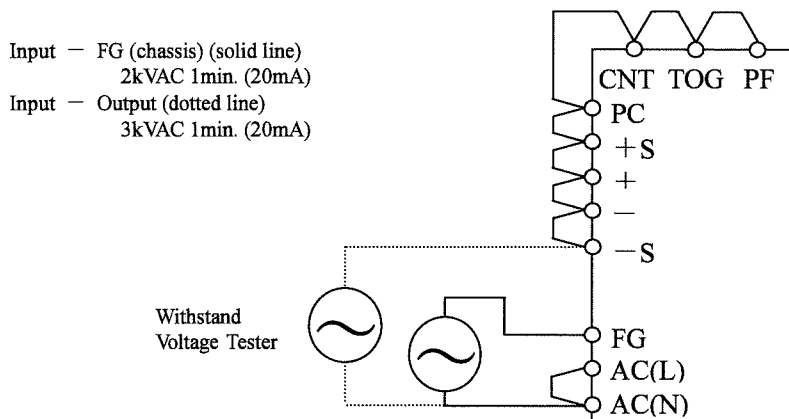 Input － FG (chassis) (solid line)
2kVAC 1min. (20mA)
Input － Output (dotted line)
3kVAC 1min. (20mA)
CNT TOG PF
PC
+S
+
−
−S
Withstand
Voltage Tester
FG
AC(L)
AC(N)